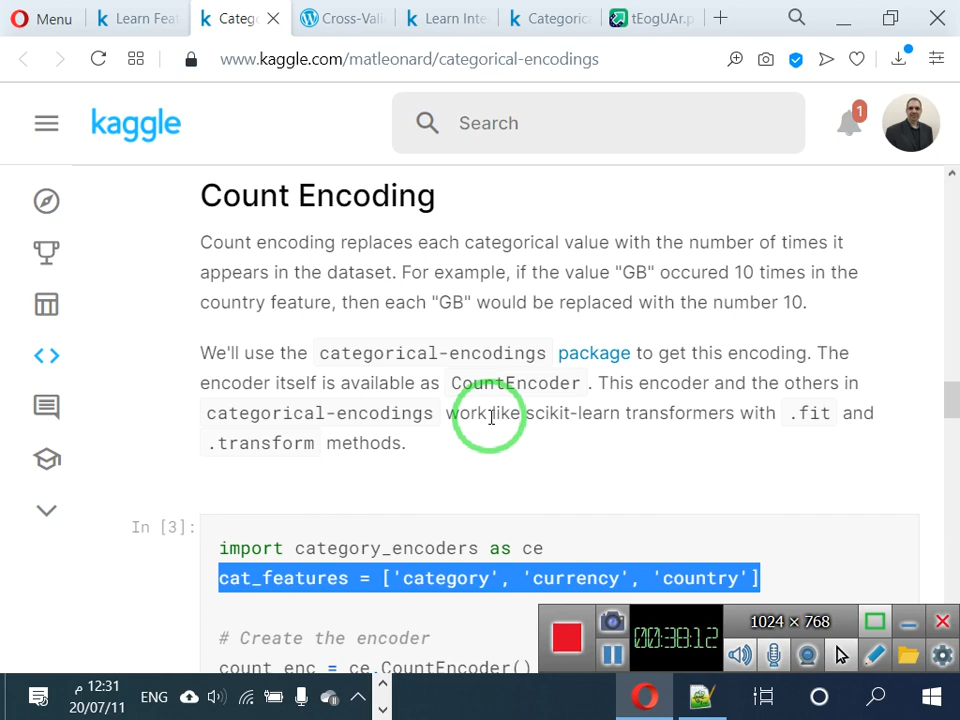 Menu
Learn Fea
Categ
Cross-Vali
Learn Inte
Categoric
tEogUAr.p
www.kaggle.com/matleonard/categorical-encodings
kaggle
Search
1
Count Encoding
Count encoding replaces each categorical value with the number of times it
appears in the dataset. For example, if the value "GB" occured 10 times in the
country feature, then each "GB" would be replaced with the number 10.
We'll use the categorical-encodings package to get this encoding. The
encoder itself is available as CountEncoder . This encoder and the others in
categorical-encodings work like scikit-learn transformers with .fit and
.transform methods.
In [3]:
import category_encoders as ce
cat_features = ['category', 'currency', 'country']
# Create the encoder
count_enc = ce.CountEncoder()
00:38:12
1024 × 768
ENG
12:31 م
20/07/11